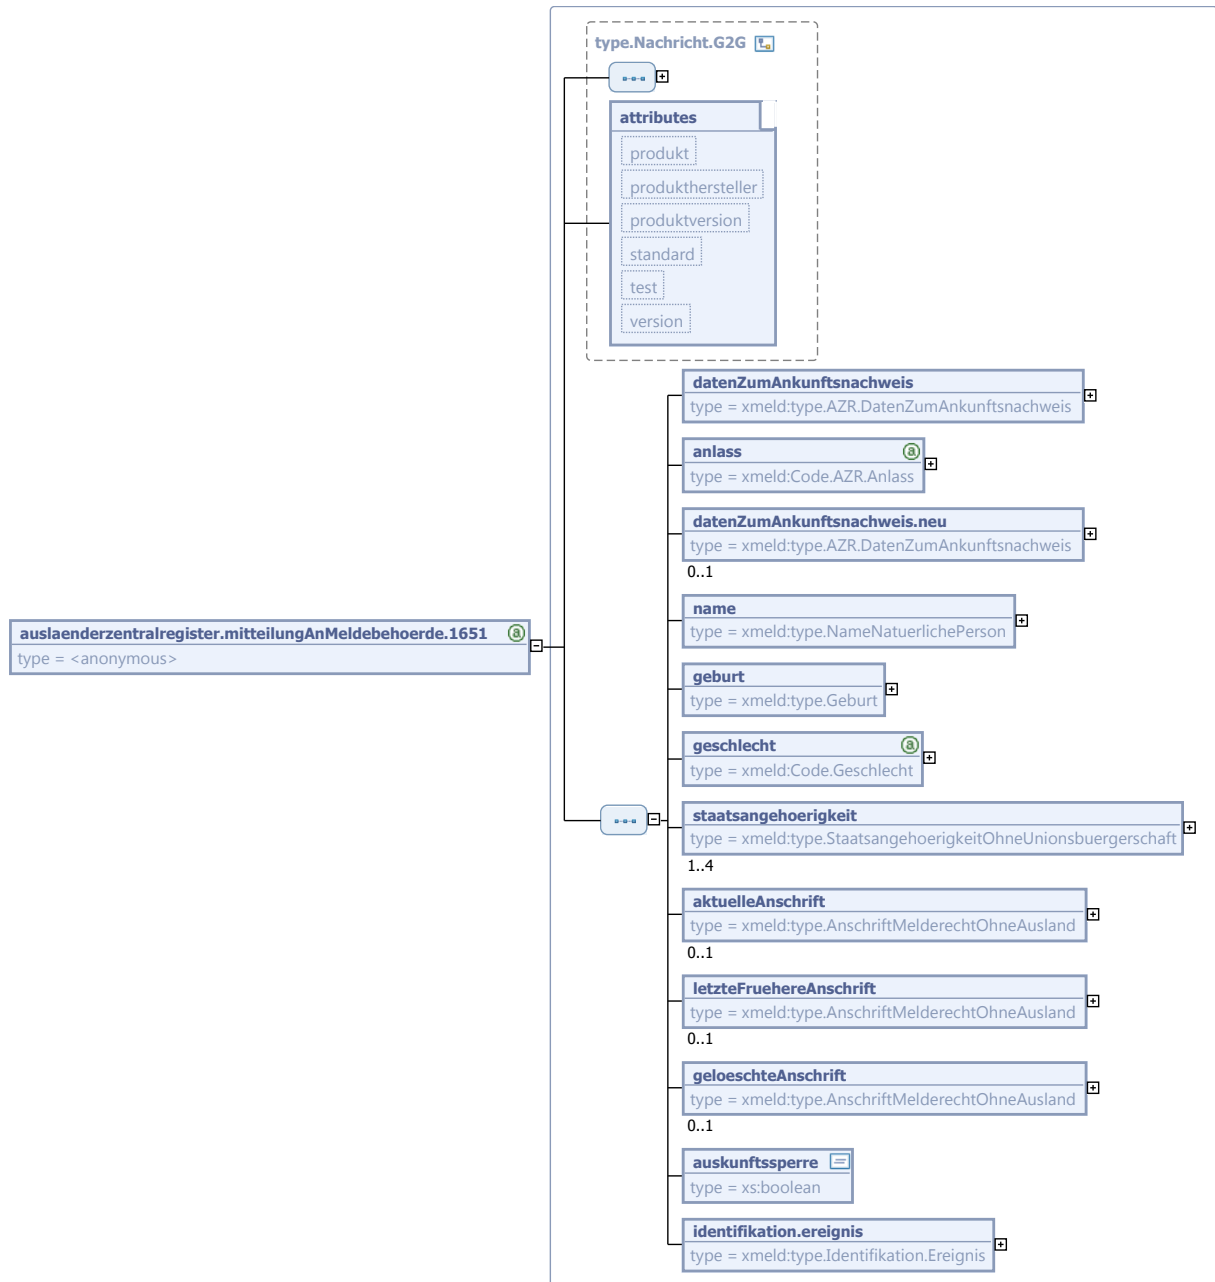 type.Nachricht.G2G
attributes
produkt
produkthersteller
produktversion
standard
test
version
datenZumAnkunftsnachweis
type = xmeld:type.AZR.DatenZumAnkunftsnachweis
anlass
type = xmeld:Code.AZR.Anlass
datenZumAnkunftsnachweis.neu
type = xmeld:type.AZR.DatenZumAnkunftsnachweis
0..1
name
type = xmeld:type.NameNatuerlichePerson
auslaenderzentralregister.mitteilungAnMeldebehoerde.1651
type = <anonymous>
geburt
type = xmeld:type.Geburt
geschlecht
type = xmeld:Code.Geschlecht
staatsangehoerigkeit
type = xmeld:type.StaatsangehoerigkeitOhneUnionsbuergerschaft
1..4
aktuelleAnschrift
type = xmeld:type.AnschriftMelderechtOhneAusland
0..1
letzteFruehereAnschrift
type = xmeld:type.AnschriftMelderechtOhneAusland
0..1
geloeschteAnschrift
type = xmeld:type.AnschriftMelderechtOhneAusland
0..1
auskunftssperre
type = xs:boolean
identifikation.ereignis
type = xmeld:type.Identifikation.Ereignis